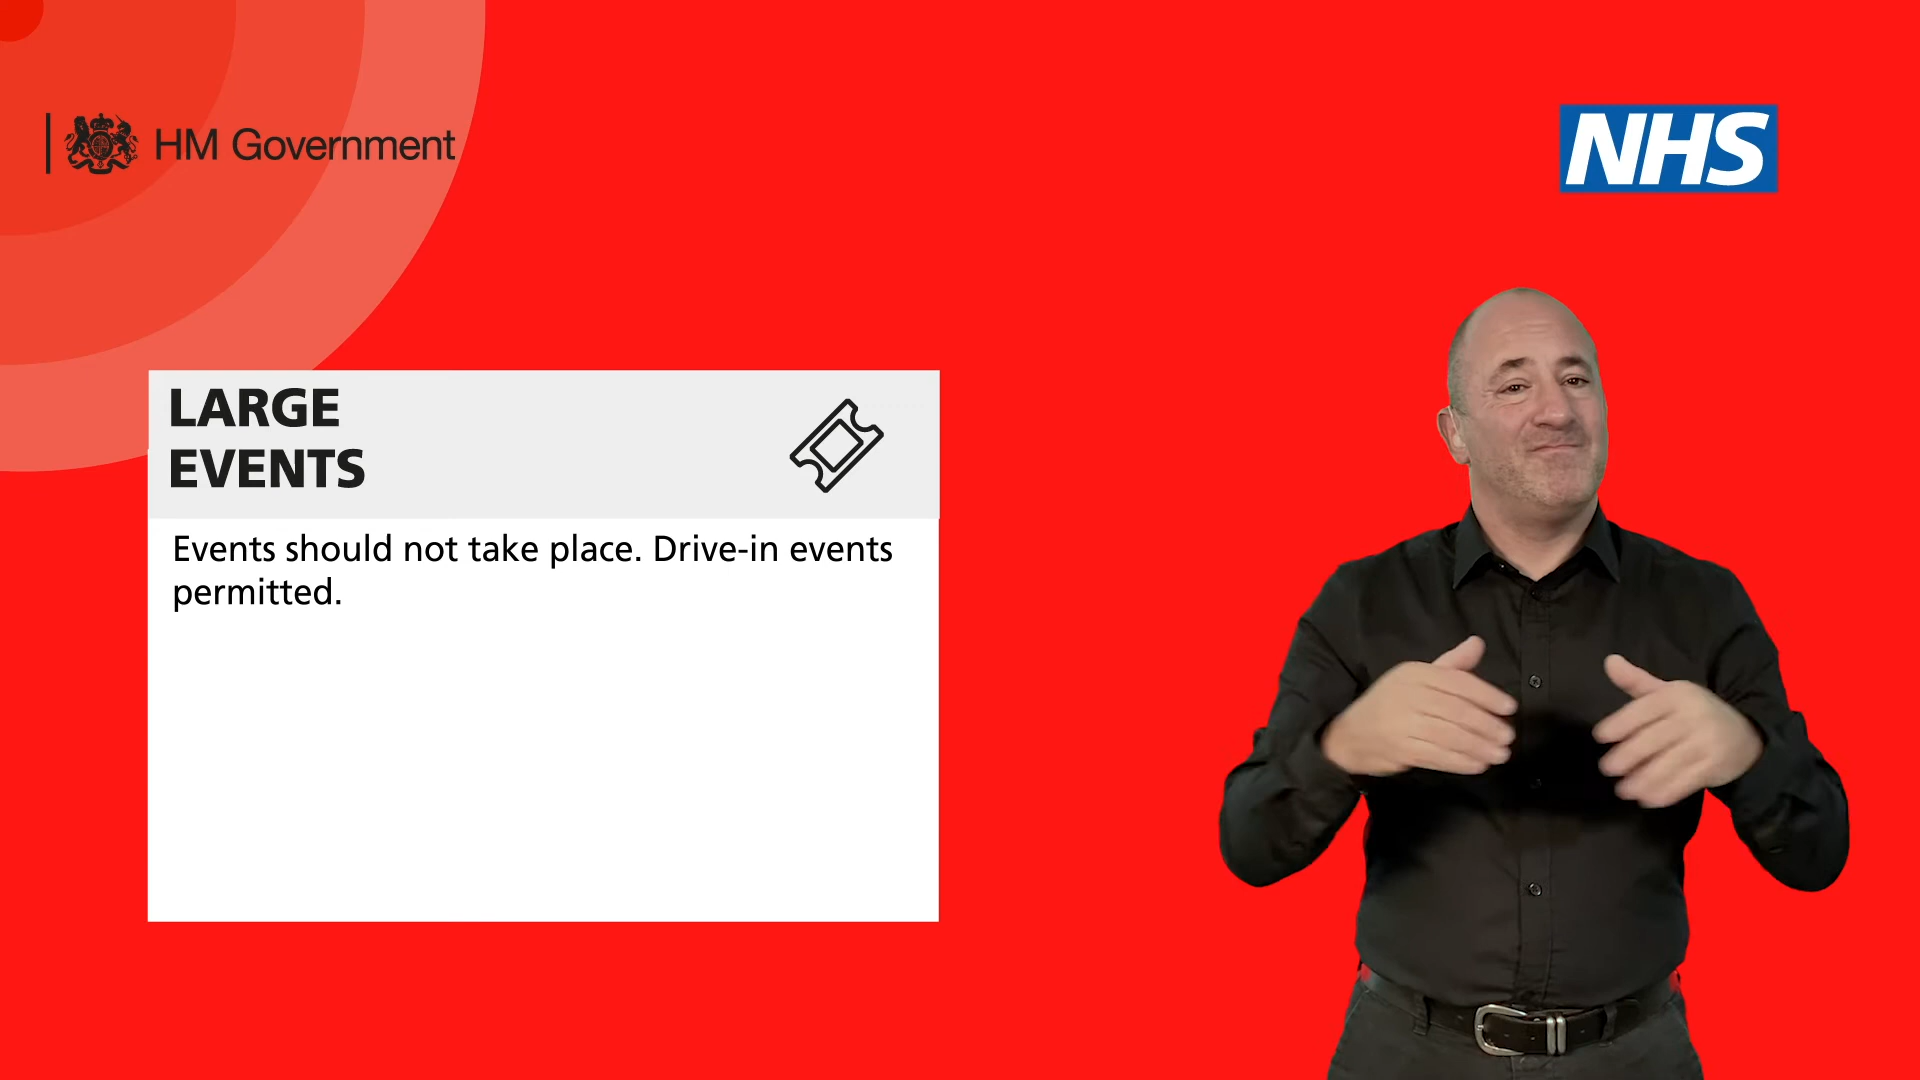 HM Government
NHS
LARGE
EVENTS
Events should not take place. Drive-in events
permitted.